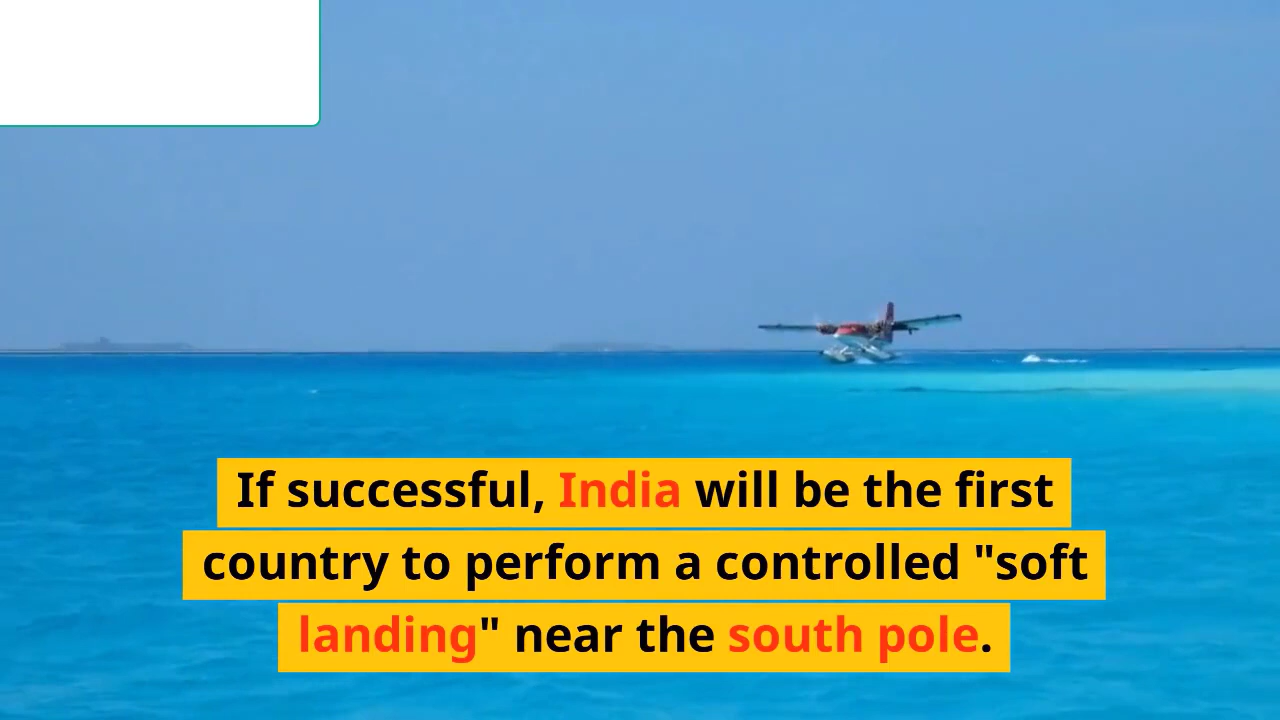 If successful, India will be the first
country to perform a controlled "soft
landing" near the south pole.